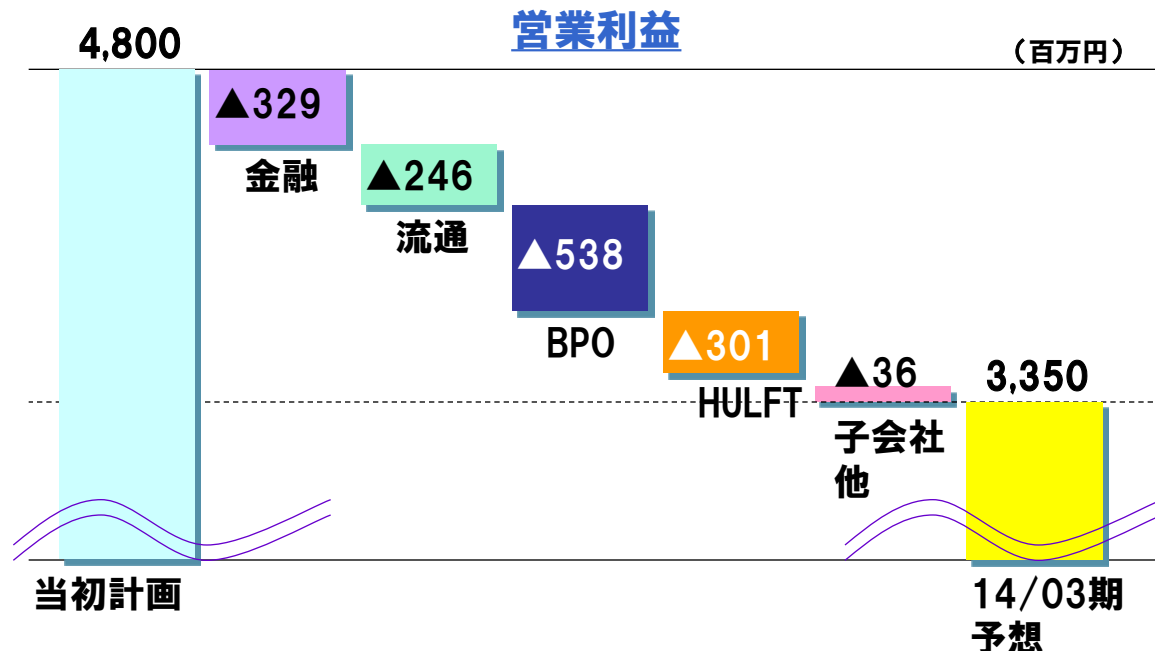 営業利益
（百万円）
4,800
▲329
金融
▲246
流通
▲538
BPO
▲301
HULFT
▲36
子会社
他
3,350
当初計画
14/03期
予想